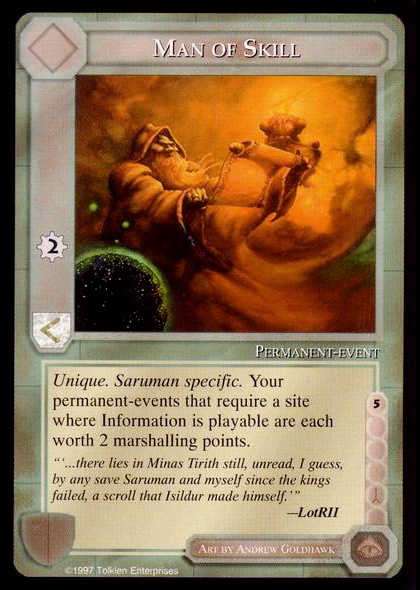 MAN OF SKILL
2
PERMANENT-EVENT
Unique. Saruman specific. Your
permanent-events that require a site
where Information is playable are each
worth 2 marshalling points.
5
“‘...there lies in Minas Tirith still, unread, I guess,
by any save Saruman and myself since the kings
failed, a scroll that Isildur made himself.’”
—LotRII
ART BY ANDREW GOLDHAWK
©1997 Tolkien Enterprises